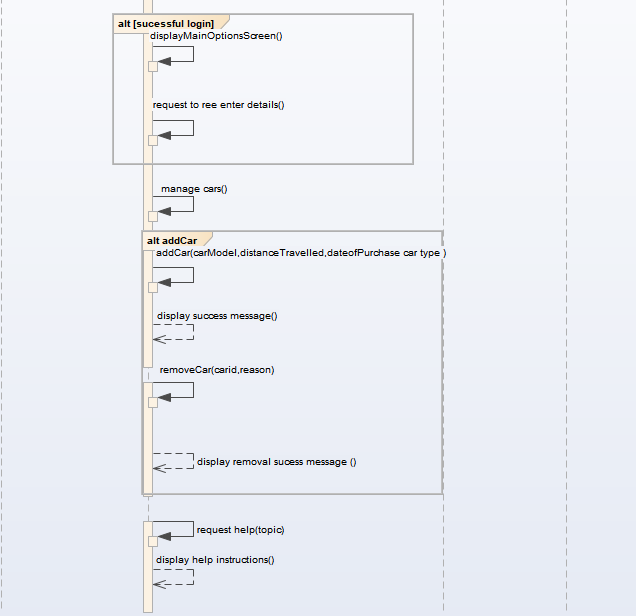 alt [sucessful login]
displayMainOptionsScreen()
request to ree enter details()
manage cars()
alt addCar
addCar(carModel,distanceTravelled,dateofPurchase car type )
display success message()
removeCar(carid,reason)
display removal sucess message ()
request help(topic)
display help instructions()